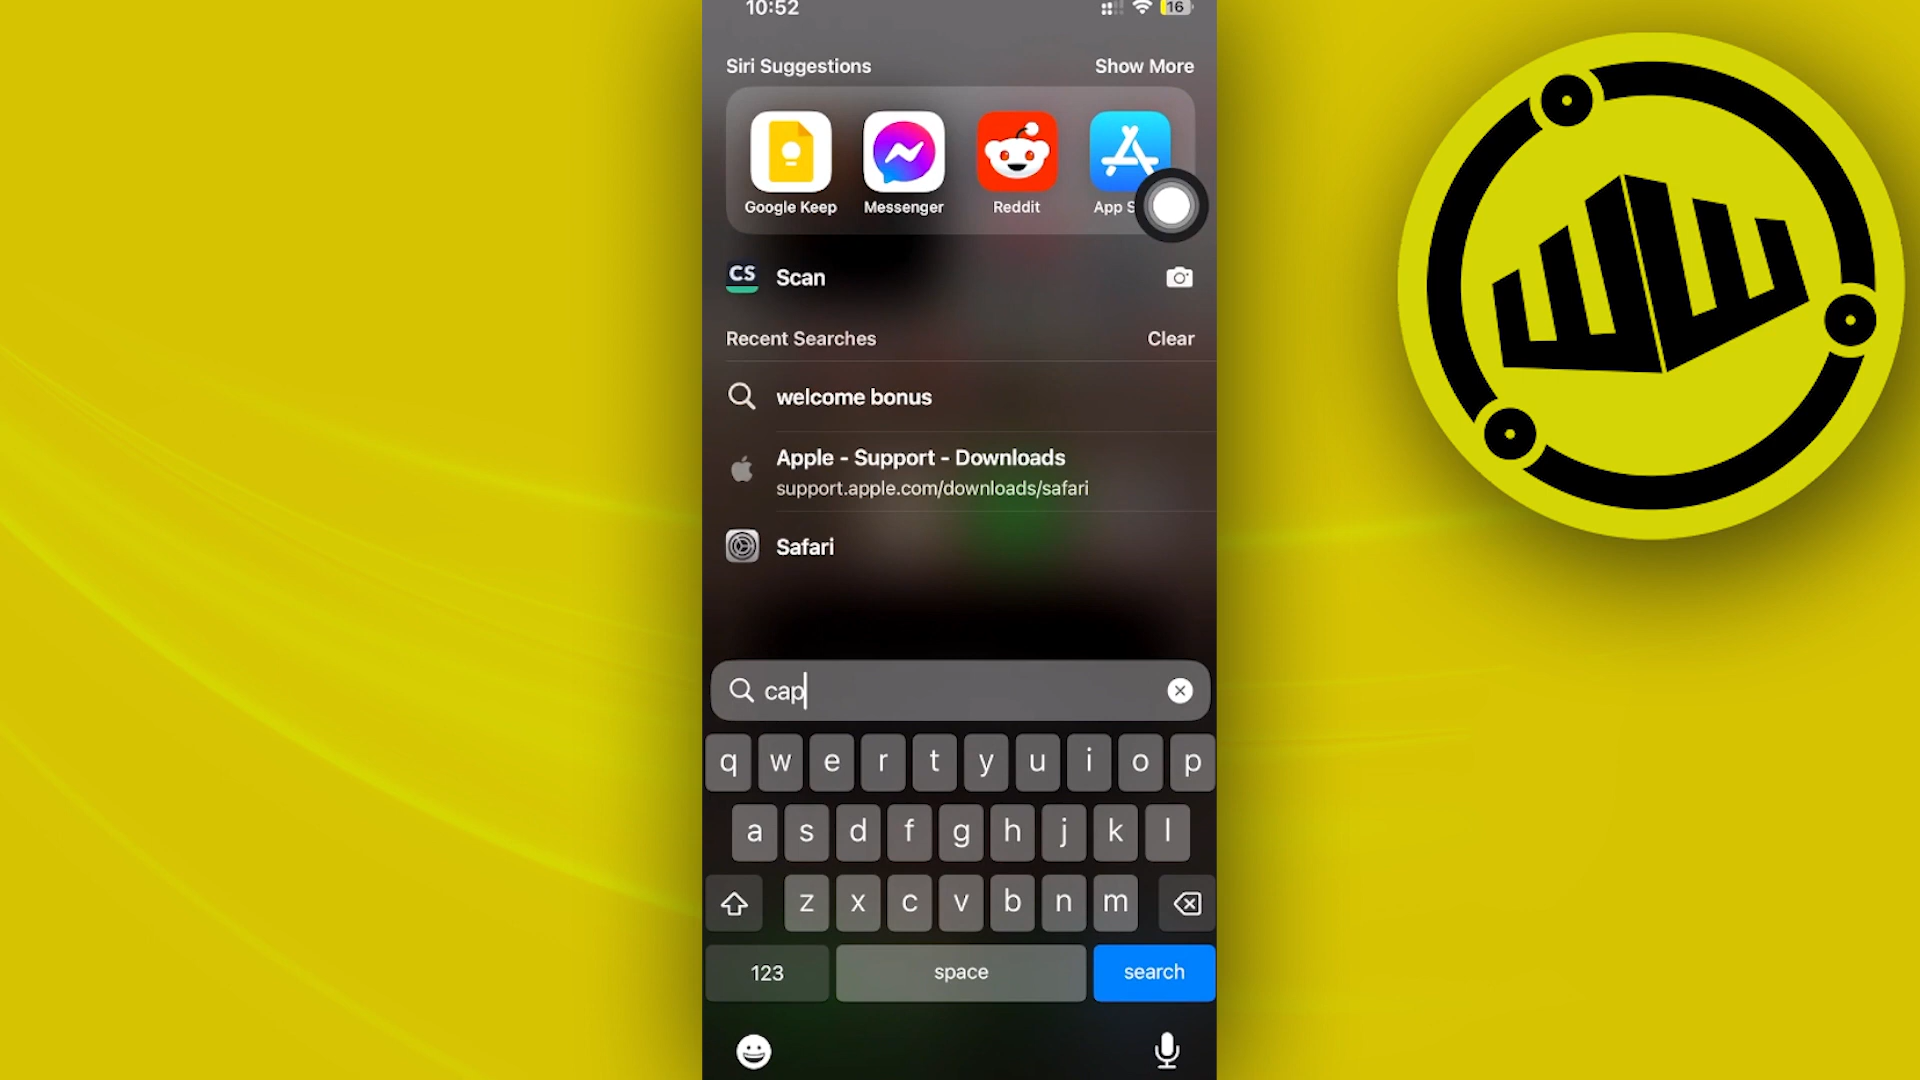 10:52
16
Siri Suggestions
Show More
Google Keep
Messenger
Reddit
App S
CS
Scan
Recent Searches
Clear
welcome bonus
Apple - Support - Downloads
support.apple.com/downloads/safari
Safari
cap
q w e r t y u i o p
a s d f g h j k l
z x c v b n m
123
space
search